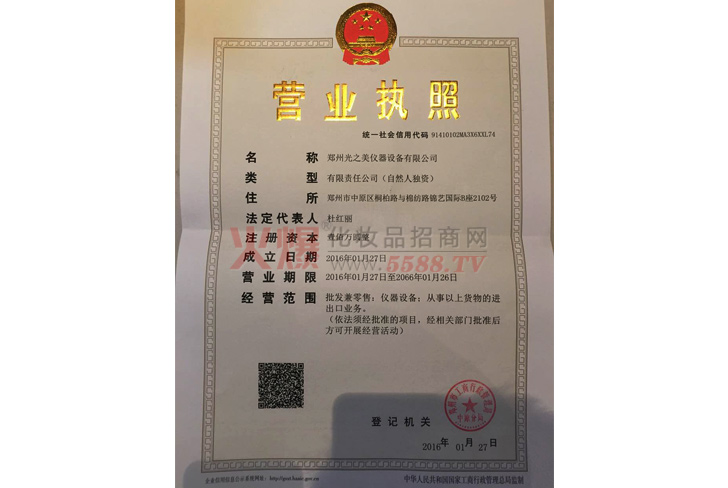 营业执照
统一社会信用代码 91410102MA3X6XXL74
名 称 郑州光之美仪器设备有限公司
类 型 有限责任公司（自然人独资）
住 所 郑州市中原区桐柏路与棉纺路锦艺国际B座2102号
法定代表人 杜红丽
注册资本
火爆®化妆品招商网
www.5588.TV
成立日期 2016年01月27日
营业期限 2016年01月27日至2066年01月26日
经营范围 批发兼零售：仪器设备；从事以上货物的进
出口业务。
（依法须经批准的项目，经相关部门批准后
方可开展经营活动）
登记机关
2016年 01月 27日
中华人民共和国国家工商行政管理总局监制